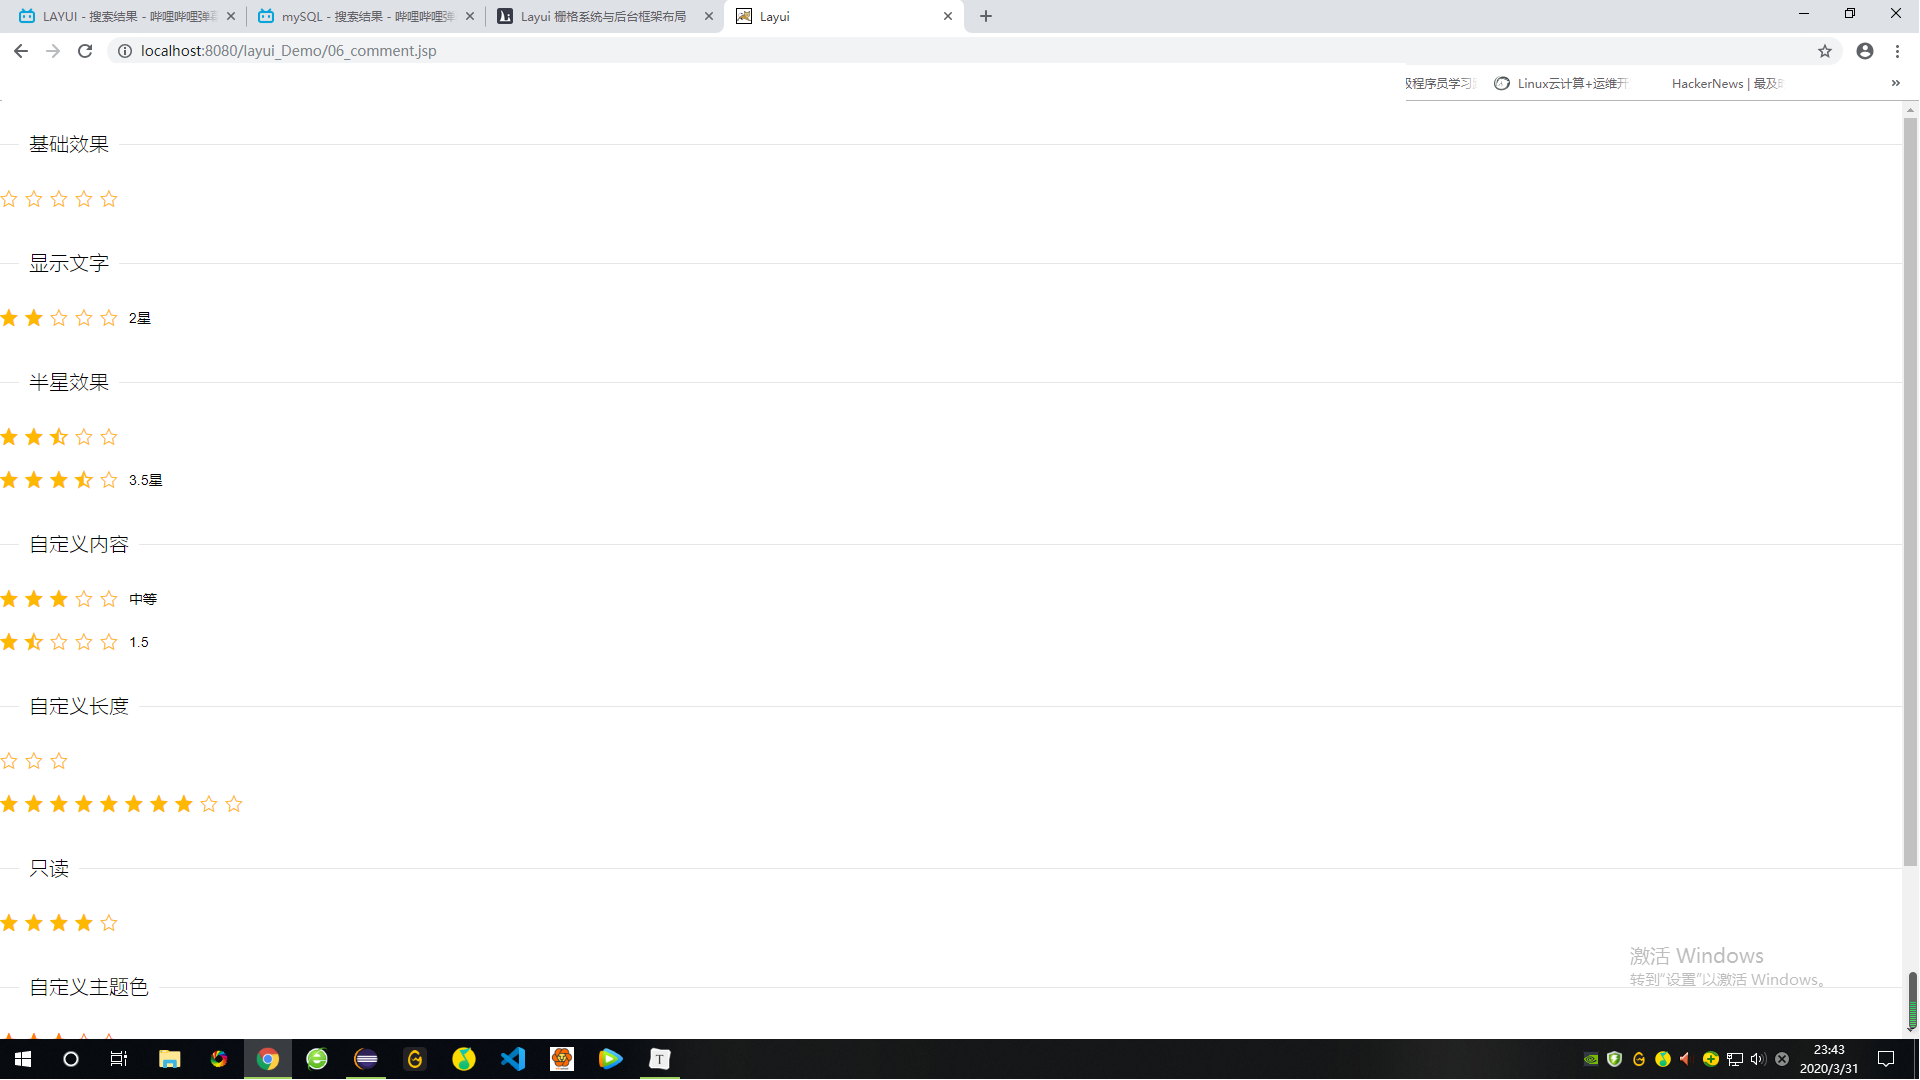 LAYUI - 搜索结果 - 哔哩哔哩弹
mySQL - 搜索结果 - 哔哩哔哩弹
Layui 栅格系统与后台框架布局
Layui
localhost:8080/layui_Demo/06_comment.jsp
级程序员学习
Linux云计算+运维开
HackerNews | 最及
»
基础效果
显示文字
2星
半星效果
3.5星
自定义内容
中等
1.5
自定义长度
只读
自定义主题色
激活 Windows
转到“设置”以激活 Windows。
23:43
2020/3/31